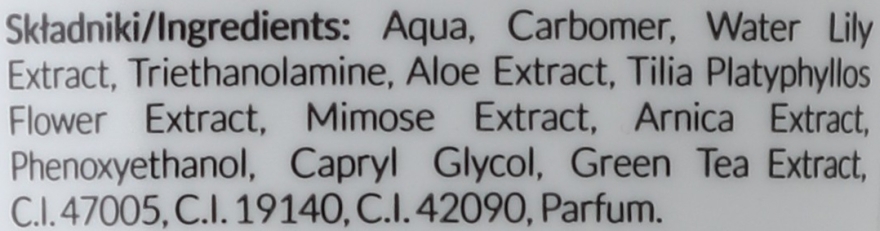 Składniki/Ingredients: Aqua, Carbomer, Water Lily
Extract, Triethanolamine, Aloe Extract, Tilia Platyphyllos
Flower Extract, Mimose Extract, Arnica Extract,
Phenoxyethanol, Capryl Glycol, Green Tea Extract,
C.I. 47005, C.I. 19140, C.I. 42090, Parfum.